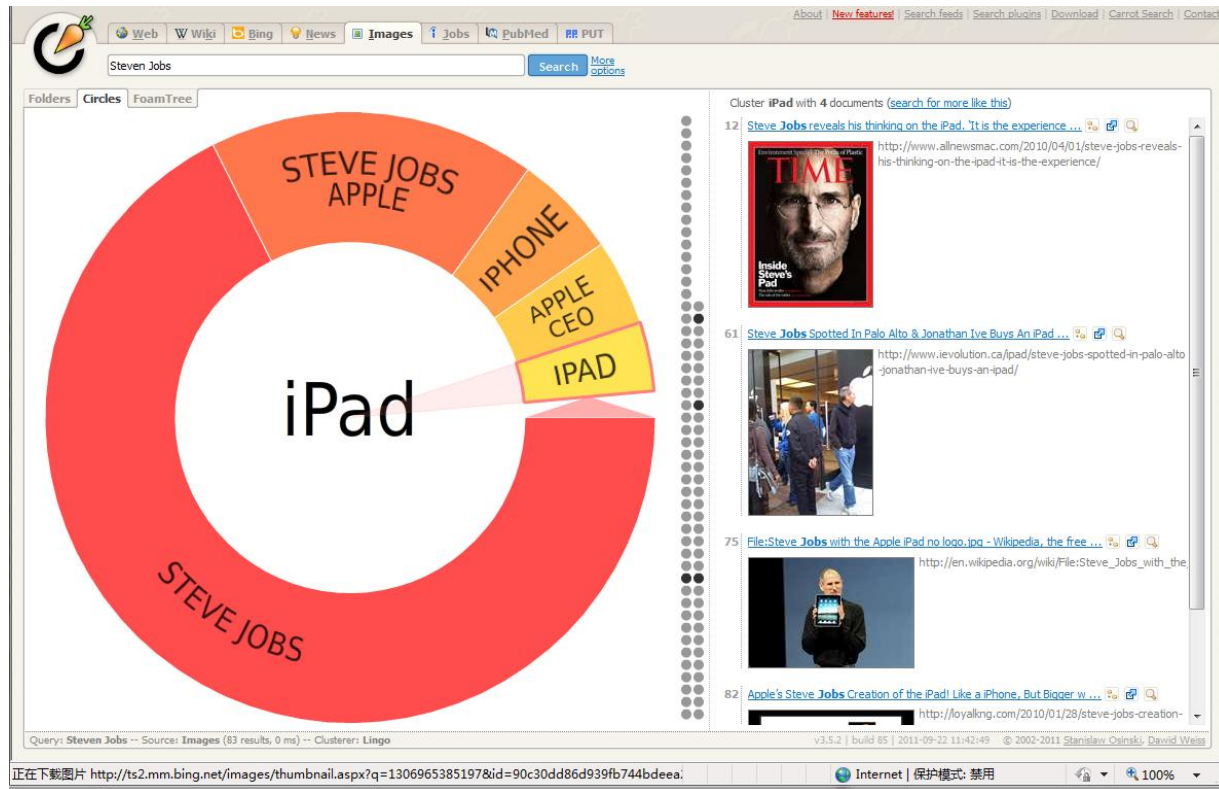 About | New features! | Search feeds | Search plugins | Download | Carrot Search | Contact
Web Wiki Bing News Images Jobs PubMed PUT
Steven Jobs Search More options
Folders Circles FoamTree
STEVE JOBS
APPLE
IPHONE
APPLE
CEO
IPAD
iPad
STEVE JOBS
Cluster iPad with 4 documents (search for more like this)
12 Steve Jobs reveals his thinking on the iPad. 'It is the experience ...
http://www.allnewsmac.com/2010/04/01/steve-jobs-reveals-
his-thinking-on-the-ipad-it-is-the-experience/
TIME
Inside
Steve's
Pad
61 Steve Jobs Spotted In Palo Alto & Jonathan Ive Buys An iPad ...
http://www.ievolution.ca/ipad/steve-jobs-spotted-in-palo-alto
-jonathan-ive-buys-an-ipad/
75 File:Steve Jobs with the Apple iPad no logo.jpg - Wikipedia, the free ...
http://en.wikipedia.org/wiki/File:Steve_Jobs_with_the_
82 Apple's Steve Jobs Creation of the iPad! Like a iPhone, But Bigger w ...
http://loyalkng.com/2010/01/28/steve-jobs-creation-
Query: Steven Jobs -- Source: Images (83 results, 0 ms) -- Clusterer: Lingo
v3.5.2 | build 85 | 2011-09-22 11:42:49 © 2002-2011 Stanislaw Osinski, Dawid Weiss
正在下载图片 http://ts2.mm.bing.net/images/thumbnail.aspx?q=1306965385197&id=90c30dd86d939fb744bdeea.
Internet | 保护模式: 禁用 100%